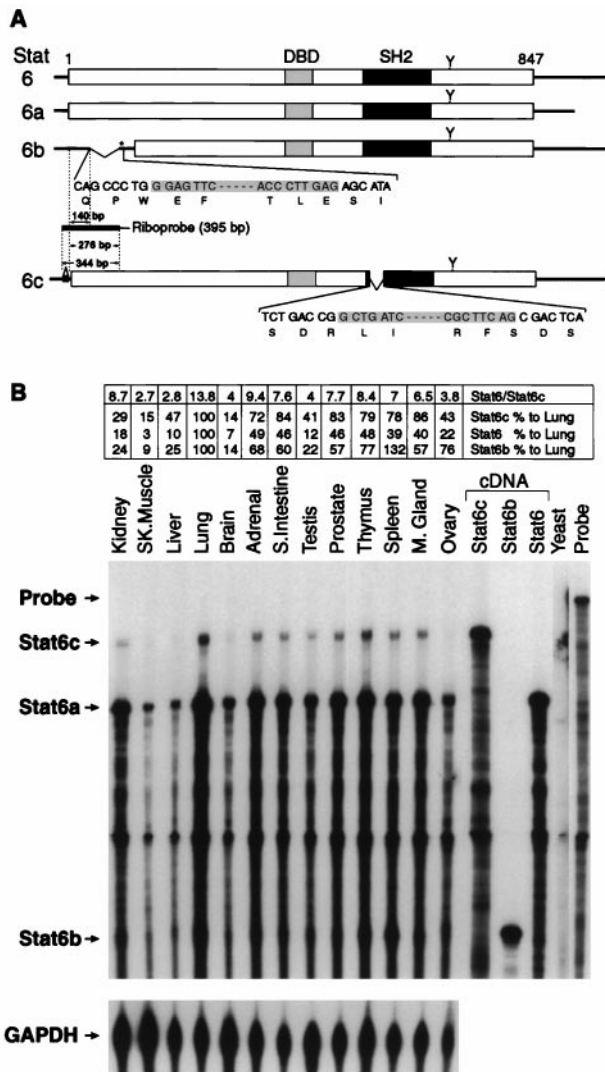 A
Stat 1 DBD SH2 Y 847
6
Y
6a
Y
6b *
CAG CCC TG G GAG TTC - - - - - ACC CTT GAG AGC ATA
Q P W E F T L E S I
140 bp
Riboprobe (395 bp)
276 bp
344 bp
Y
6c
TCT GAC CG G CTG ATC - - - - - CGC TTC AG C GAC TCA
S D R L I R F S D S
B
8.7 2.7 2.8 13.8 4 9.4 7.6 4 7.7 8.4 7 6.5 3.8 Stat6/Stat6c
29 15 47 100 14 72 84 41 83 79 78 86 43 Stat6c % to Lung
18 3 10 100 7 49 46 12 46 48 39 40 22 Stat6 % to Lung
24 9 25 100 14 68 60 22 57 77 132 57 76 Stat6b % to Lung
cDNA
Kidney SK.Muscle Liver Lung Brain Adrenal S.Intestine Testis Prostate Thymus Spleen M. Gland Ovary Stat6c Stat6b Stat6 Yeast Probe
Probe
Stat6c
Stat6a
Stat6b
GAPDH